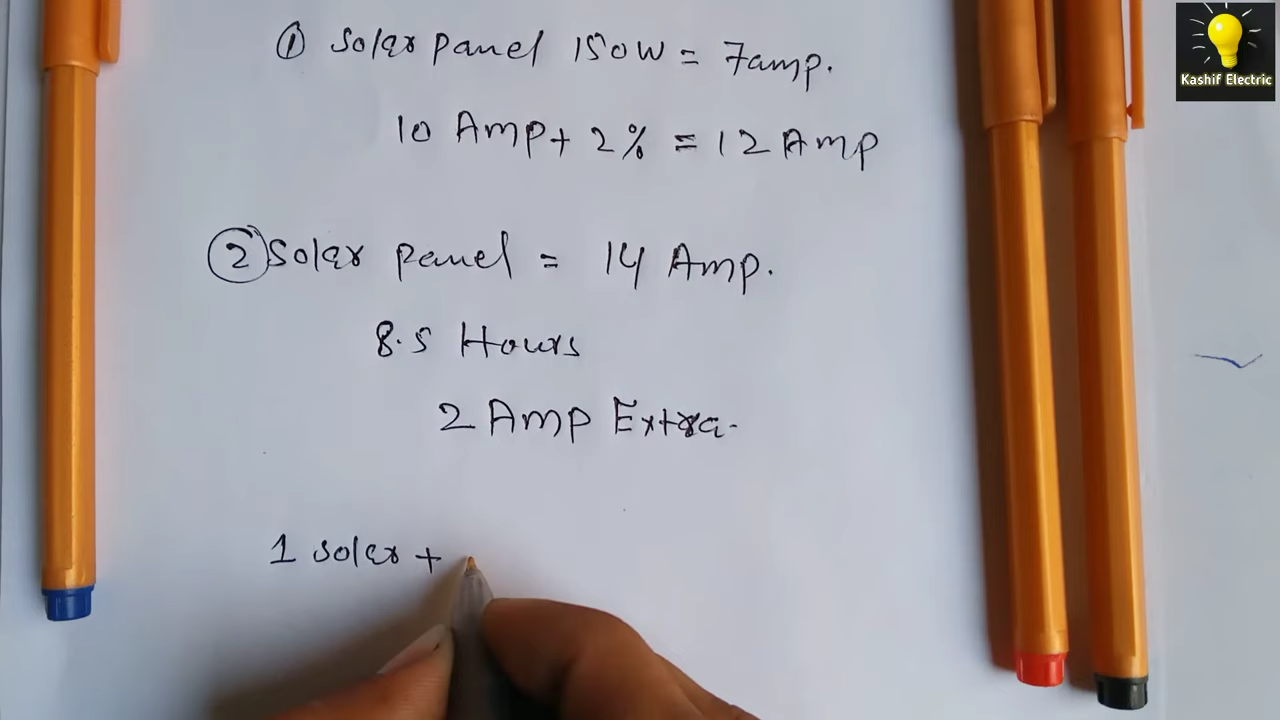 ① Solar Panel 150W = 7amp.
10 Amp + 2% = 12 Amp
② Solar panel = 14 Amp.
8.5 Hours
2 Amp Extra.
1 Solar +
Kashif Electric